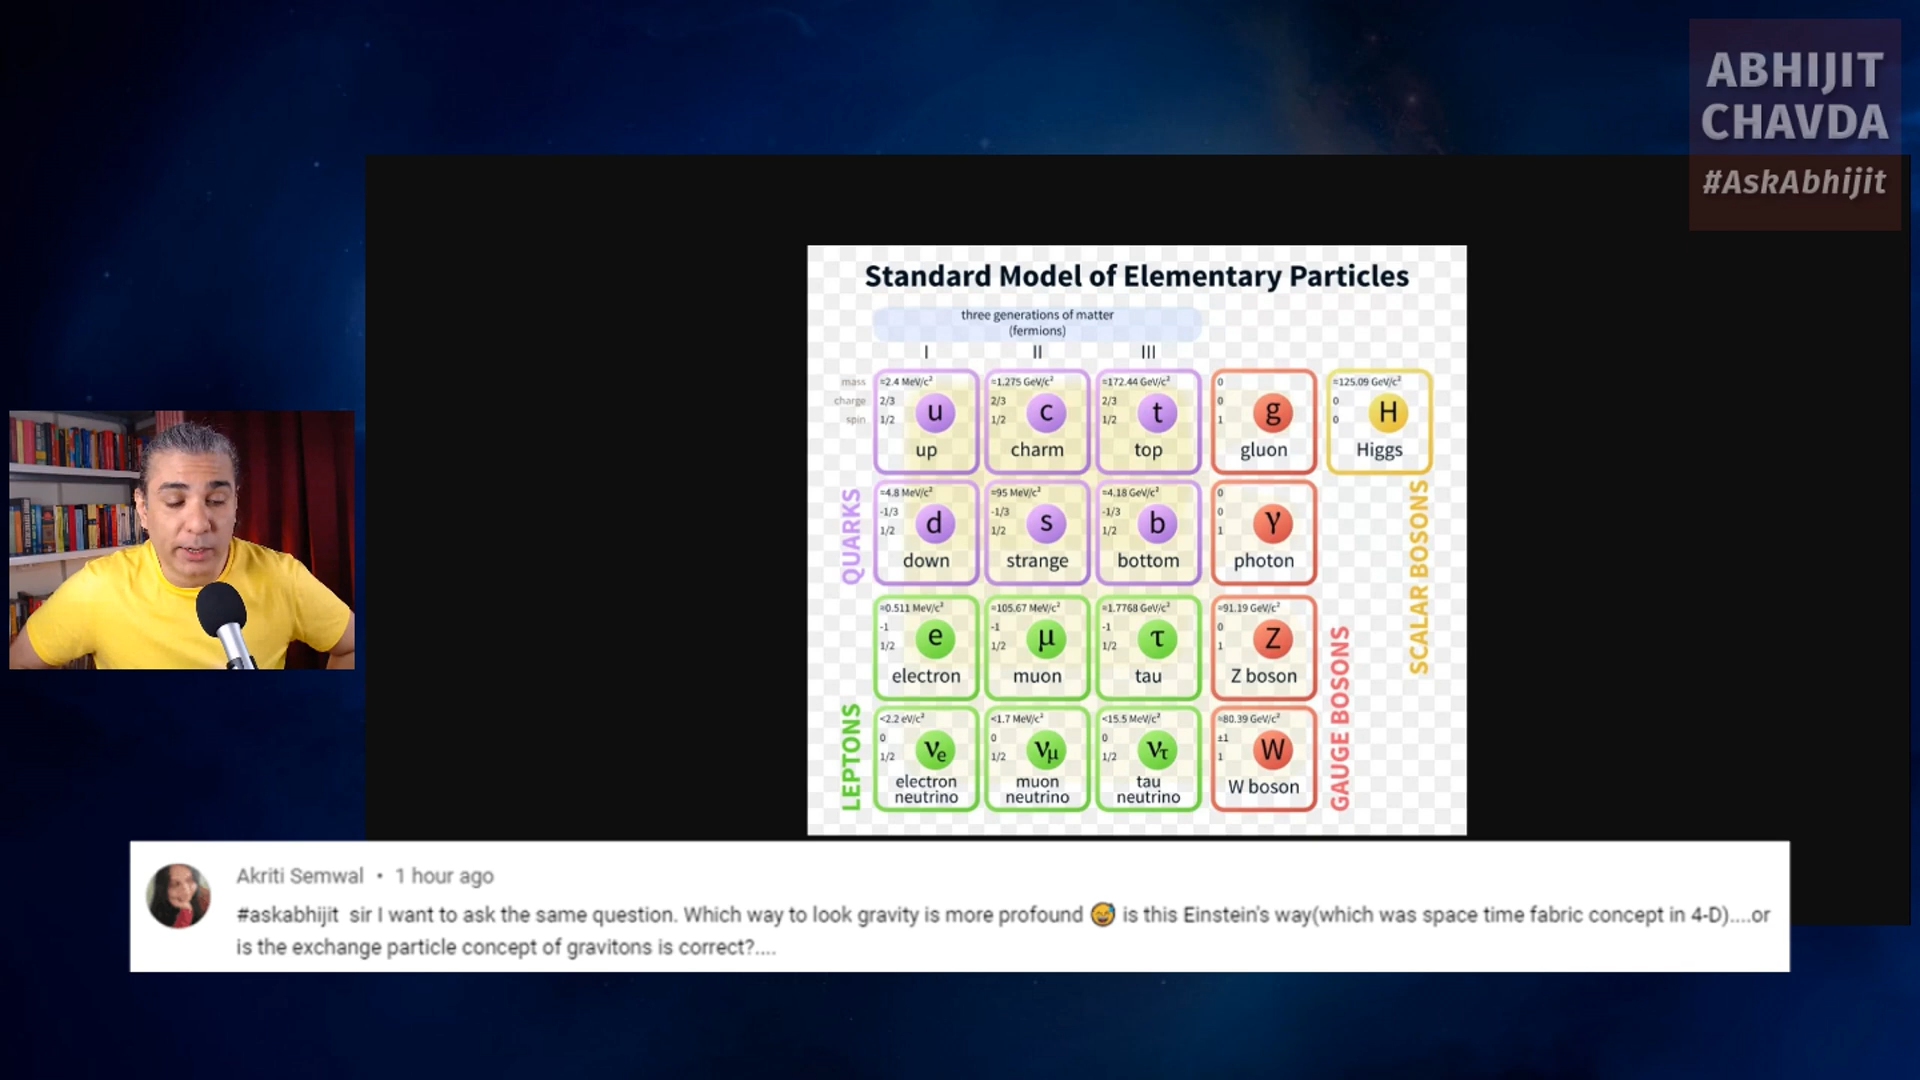 ABHIJIT
CHAVDA
#AskAbhijit
Standard Model of Elementary Particles
three generations of matter
(fermions)
I II III
mass ≈2.4 MeV/c² ≈1.275 GeV/c² ≈172.44 GeV/c² 0 ≈125.09 GeV/c²
charge 2/3 2/3 2/3 0 0
spin 1/2 1/2 1/2 1 0
u c t g H
up charm top gluon Higgs
≈4.8 MeV/c² ≈95 MeV/c² ≈4.18 GeV/c² 0
-1/3 -1/3 -1/3 0
1/2 1/2 1/2 1
d s b γ
down strange bottom photon
QUARKS
SCALAR BOSONS
≈0.511 MeV/c² ≈105.67 MeV/c² ≈1.7768 GeV/c² ≈91.19 GeV/c²
-1 -1 -1 0
1/2 1/2 1/2 1
e μ τ Z
electron muon tau Z boson
<2.2 eV/c² <1.7 MeV/c² <15.5 MeV/c² ≈80.39 GeV/c²
0 0 0 ±1
1/2 1/2 1/2 1
νe νμ ντ W
electron muon tau W boson
neutrino neutrino neutrino
LEPTONS
GAUGE BOSONS
Akriti Semwal • 1 hour ago
#askabhijit sir I want to ask the same question. Which way to look gravity is more profound 😅 is this Einstein's way(which was space time fabric concept in 4-D)....or
is the exchange particle concept of gravitons is correct?....